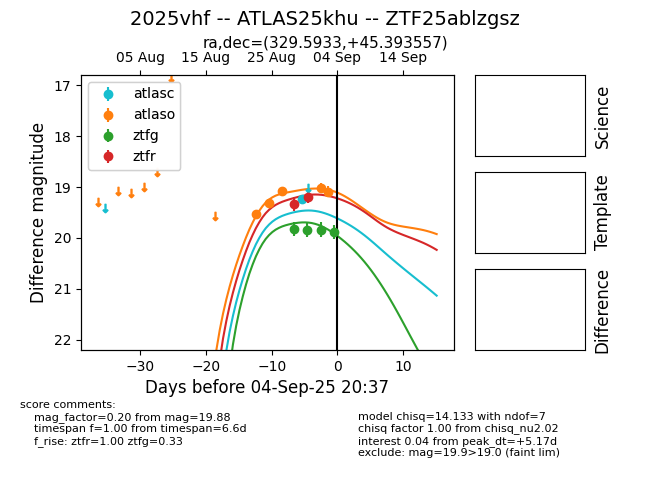 2025vhf -- ATLAS25khu -- ZTF25ablzgsz
ra,dec=(329.5933,+45.393557)
05 Aug 15 Aug 25 Aug 04 Sep 14 Sep
17
18
19
20
21
22
Difference magnitude
atlasc
atlaso
ztfg
ztfr
−30 −20 −10 0 10
Days before 04-Sep-25 20:37
Science
Template
Difference
score comments:
mag_factor=0.20 from mag=19.88
timespan f=1.00 from timespan=6.6d
f_rise: ztfr=1.00 ztfg=0.33
model chisq=14.133 with ndof=7
chisq factor 1.00 from chisq_nu2.02
interest 0.04 from peak_dt=+5.17d
exclude: mag=19.9>19.0 (faint lim)